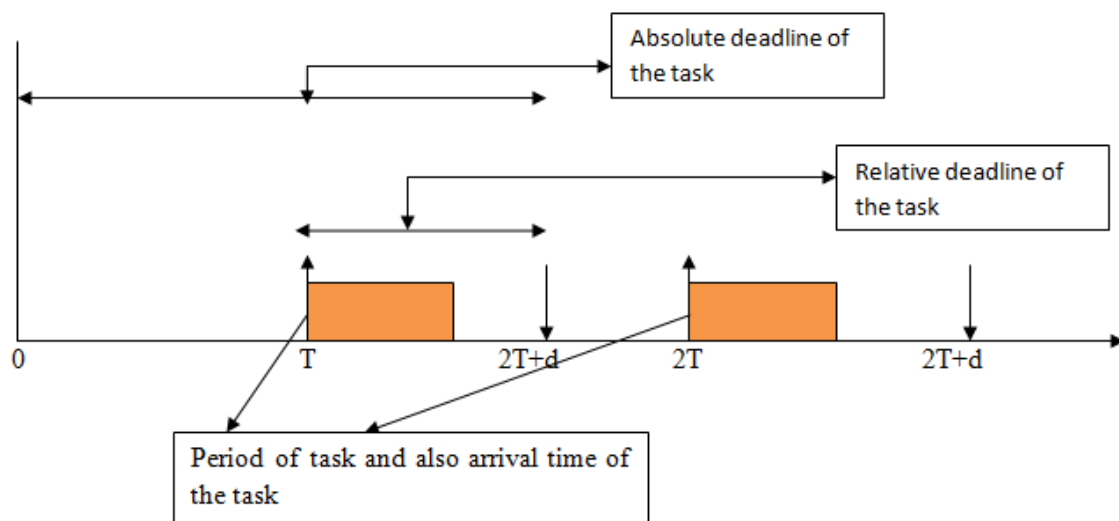 Absolute deadline of
the task
Relative deadline of
the task
0
T
2T+d
2T
2T+d
Period of task and also arrival time of
the task